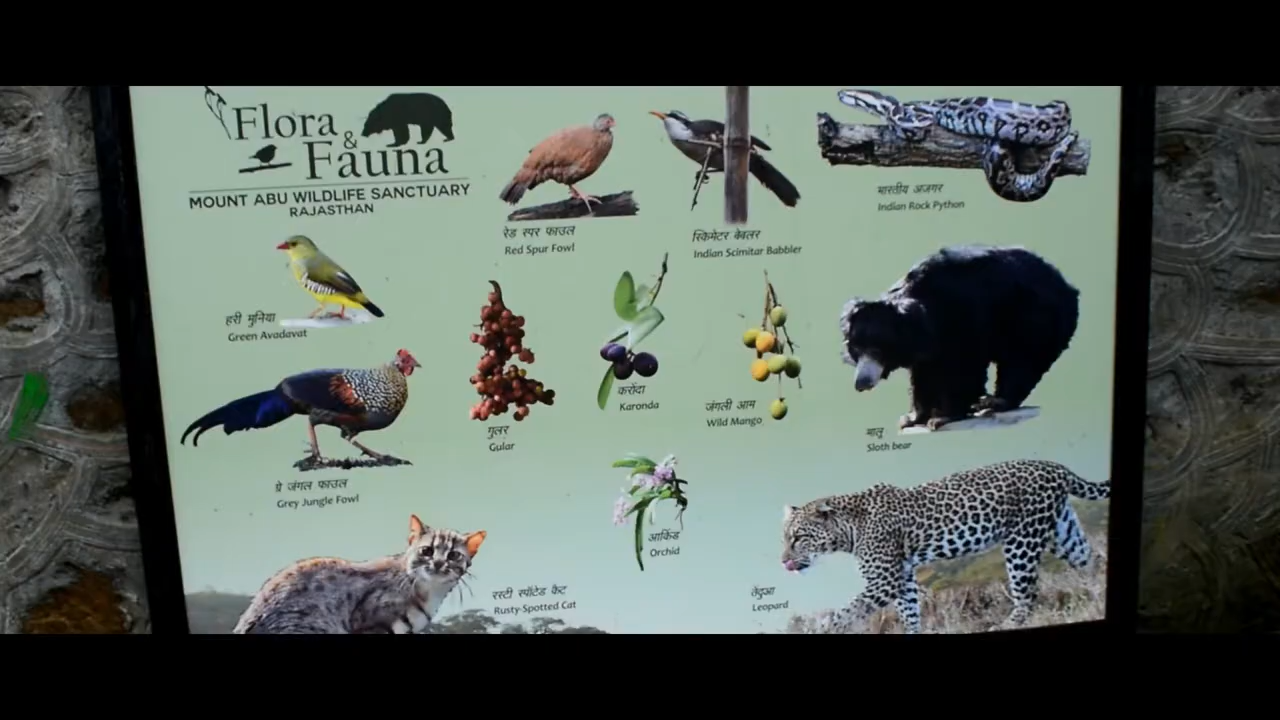 Flora
&
Fauna
MOUNT ABU WILDLIFE SANCTUARY
RAJASTHAN
रेड स्पर फाउल
Red Spur Fowl
स्किमेटर बेबलर
Indian Scimitar Babbler
भारतीय अजगर
Indian Rock Python
हरी मुनिया
Green Avadavat
गुलर
Gular
करोंदा
Karonda
जंगली आम
Wild Mango
भालू
Sloth bear
ग्रे जंगल फाउल
Grey Jungle Fowl
आर्किड
Orchid
रस्टी स्पॉटेड कैट
Rusty-Spotted Cat
तेंदुआ
Leopard